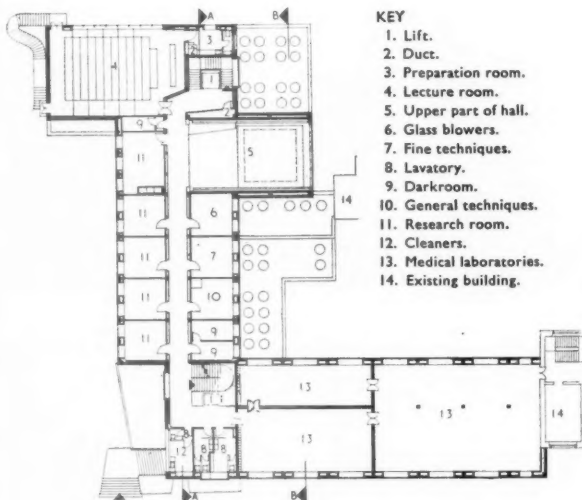 A
B
KEY
1. Lift.
2. Duct.
3. Preparation room.
4. Lecture room.
5. Upper part of hall.
6. Glass blowers.
7. Fine techniques.
8. Lavatory.
9. Darkroom.
10. General techniques.
11. Research room.
12. Cleaners.
13. Medical laboratories.
14. Existing building.
3
4
1
2
9
11
5
14
11
6
11
7
11
10
9
11
9
13
1
13
13
14
12
8
8
A
B